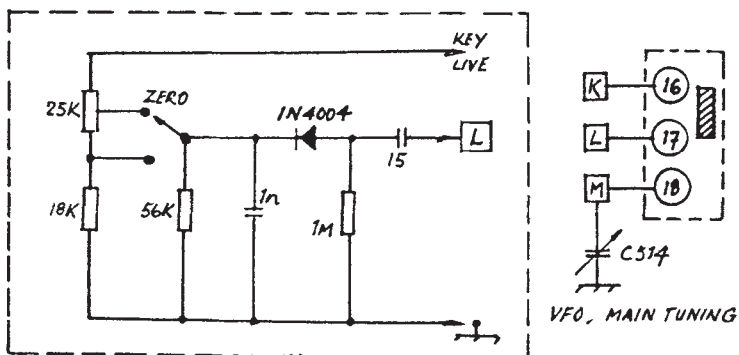 KEY
LIVE
25K
ZERO
1N4004
L
15
18K
56K
1n
1M
K
16
L
17
M
18
C514
VFO, MAIN TUNING